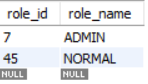 role_id role_name
7 ADMIN
45 NORMAL
NULL NULL